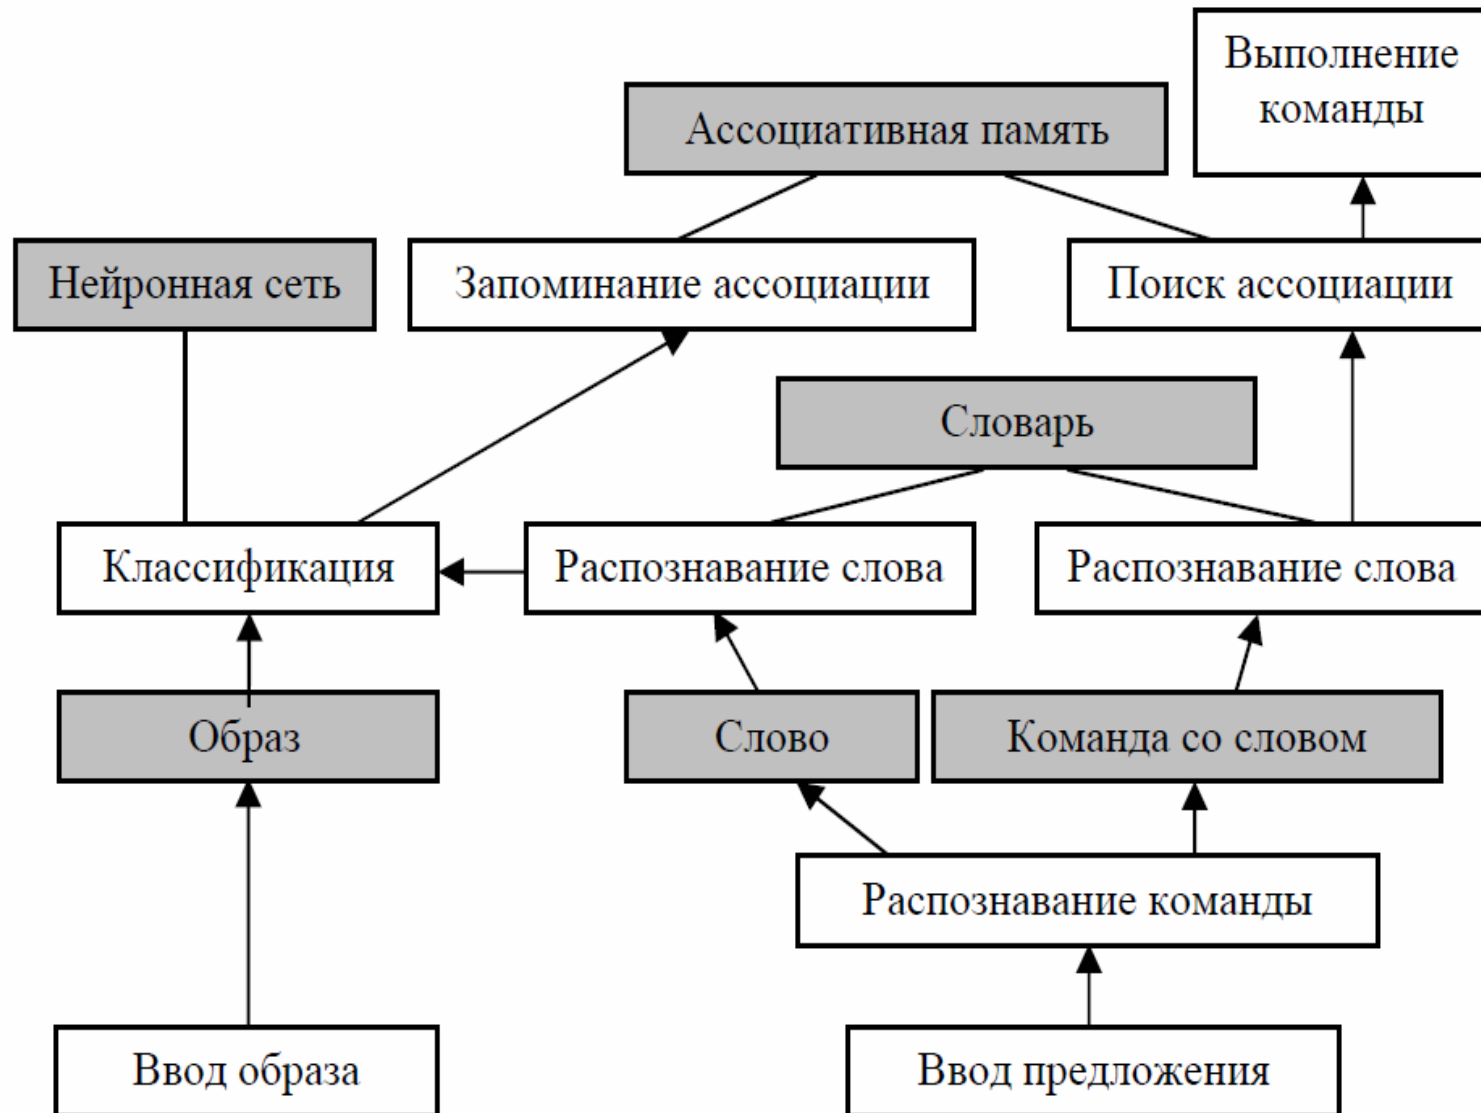 Выполнение
команды
Ассоциативная память
Нейронная сеть
Запоминание ассоциации
Поиск ассоциации
Словарь
Классификация
Распознавание слова
Распознавание слова
Образ
Слово
Команда со словом
Распознавание команды
Ввод образа
Ввод предложения